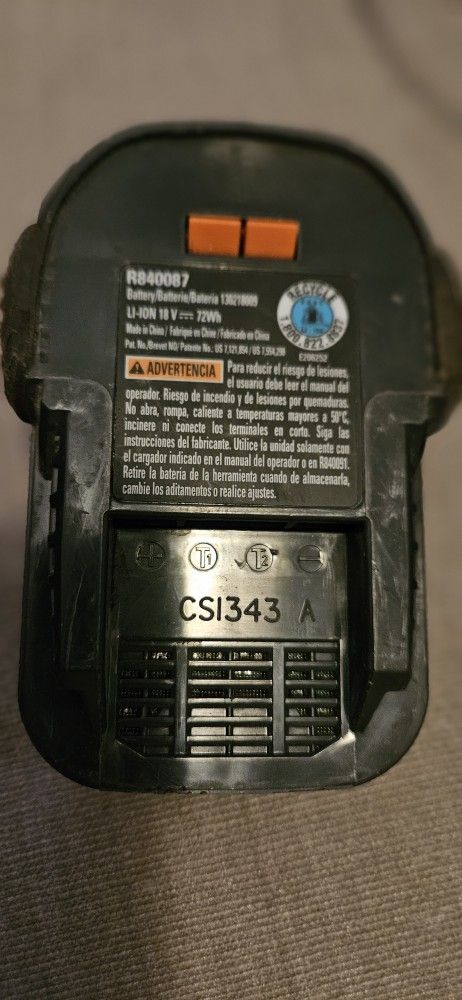 R840087
Battery/Batterie/Batería 130218009
LI-ION 18 V ⎓ 72Wh
Made in China / Fabriqué en Chine / Fabricado en China
Pat. No./Brevet NO/ Patente No.: US 7,121,854 / US 7,554,290
RECYCLE
1.800.822.8837
E206252
⚠ ADVERTENCIA Para reducir el riesgo de lesiones,
el usuario debe leer el manual del
operador. Riesgo de incendio y de lesiones por quemaduras.
No abra, rompa, caliente a temperaturas mayores a 50°C,
incinere ni conecte los terminales en corto. Siga las
instrucciones del fabricante. Utilice la unidad solamente con
el cargador indicado en el manual del operador o en R840091.
Retire la batería de la herramienta cuando de almacenarla,
cambie los aditamentos o realice ajustes.
+ T1 T2 −
CSI343 A